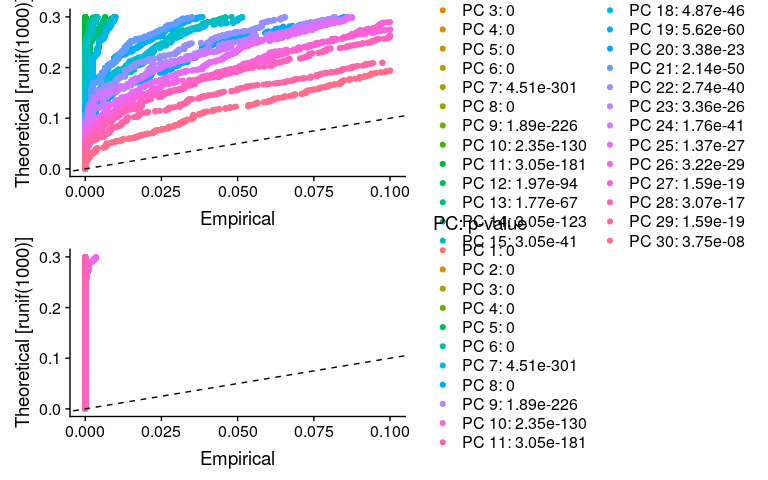 Theoretical [runif(1000)]
0.3
0.2
0.1
0.0
0.000
0.025
0.050
0.075
0.100
Empirical
PC 3: 0
PC 4: 0
PC 5: 0
PC 6: 0
PC 7: 4.51e-301
PC 8: 0
PC 9: 1.89e-226
PC 10: 2.35e-130
PC 11: 3.05e-181
PC 12: 1.97e-94
PC 13: 1.77e-67
PC 14: 3.05e-123
PC 15: 3.05e-41
PC 18: 4.87e-46
PC 19: 5.62e-60
PC 20: 3.38e-23
PC 21: 2.14e-50
PC 22: 2.74e-40
PC 23: 3.36e-26
PC 24: 1.76e-41
PC 25: 1.37e-27
PC 26: 3.22e-29
PC 27: 1.59e-19
PC 28: 3.07e-17
PC 29: 1.59e-19
PC 30: 3.75e-08
Theoretical [runif(1000)]
0.3
0.2
0.1
0.0
0.000
0.025
0.050
0.075
0.100
Empirical
PC: p-value
PC 1: 0
PC 2: 0
PC 3: 0
PC 4: 0
PC 5: 0
PC 6: 0
PC 7: 4.51e-301
PC 8: 0
PC 9: 1.89e-226
PC 10: 2.35e-130
PC 11: 3.05e-181